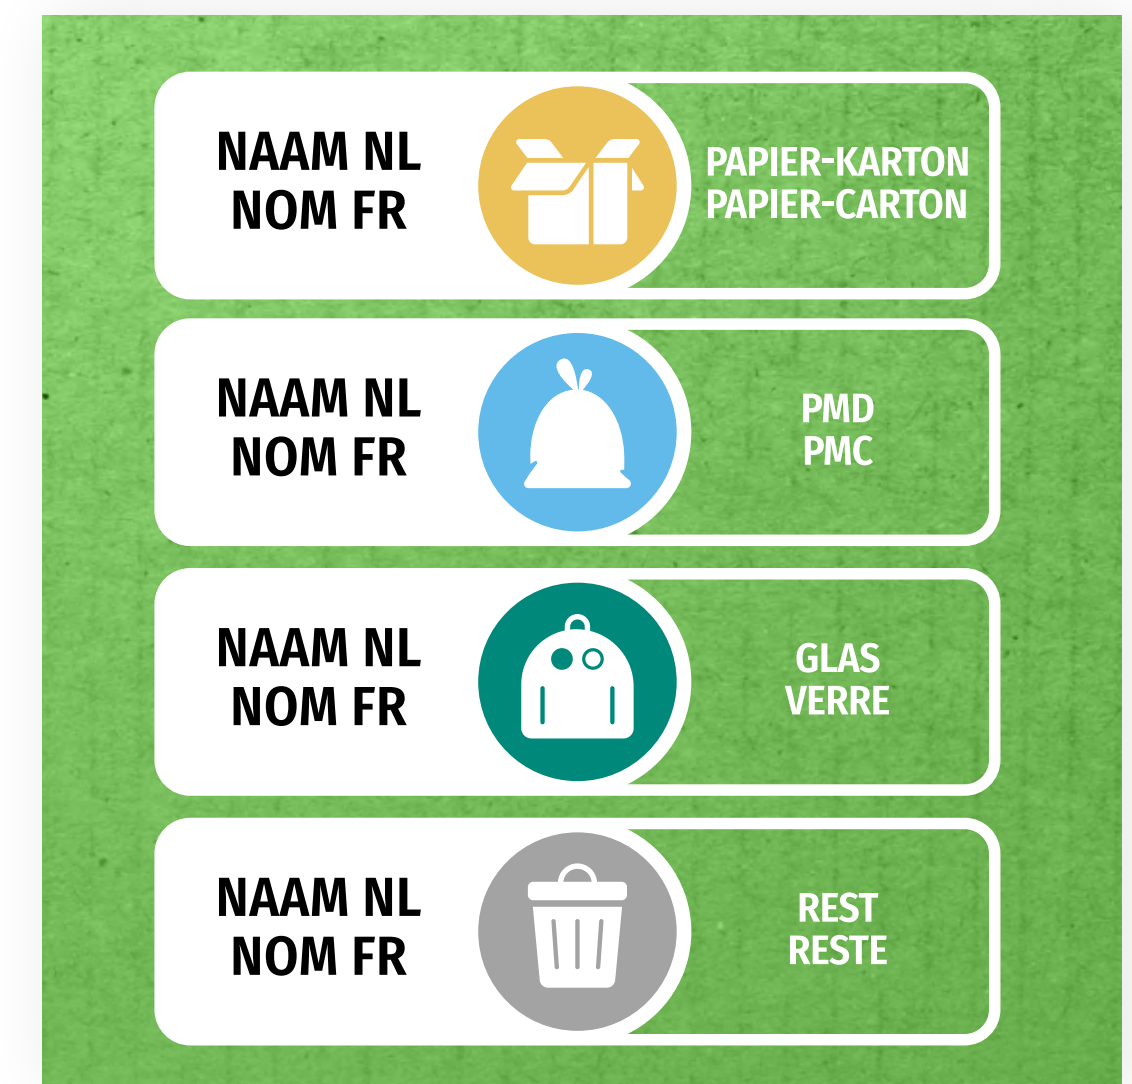 NAAM NL
NOM FR
PAPIER-KARTON
PAPIER-CARTON
NAAM NL
NOM FR
PMD
PMC
NAAM NL
NOM FR
GLAS
VERRE
NAAM NL
NOM FR
REST
RESTE